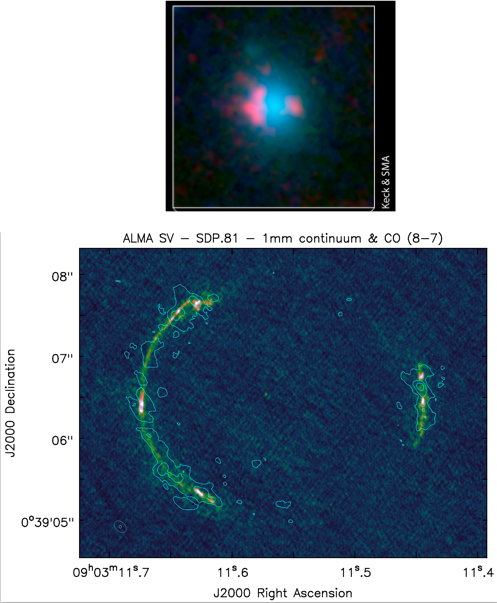 Keck & SMA
ALMA SV – SDP.81 – 1mm continuum & CO (8–7)
08"
07"
06"
0°39'05"
J2000 Declination
09ʰ03ᵐ11ˢ.7
11ˢ.6
11ˢ.5
11ˢ.4
J2000 Right Ascension